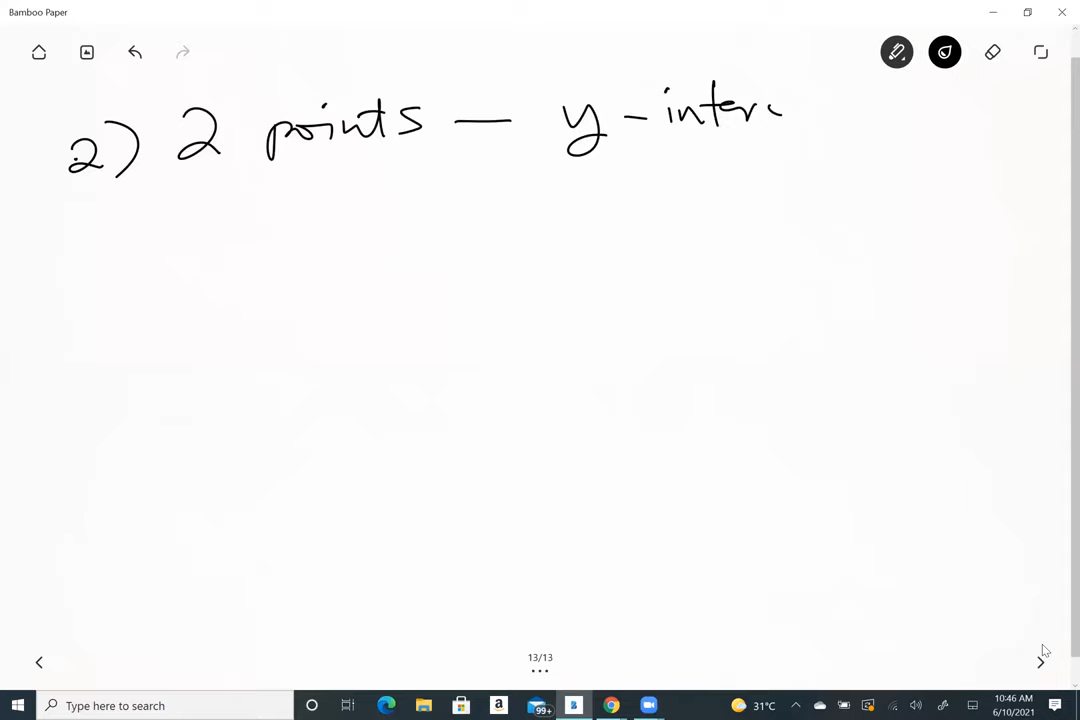 Bamboo Paper
2) 2 points — y-interc
13/13
Type here to search
99+
31°C
10:46 AM
6/10/2021